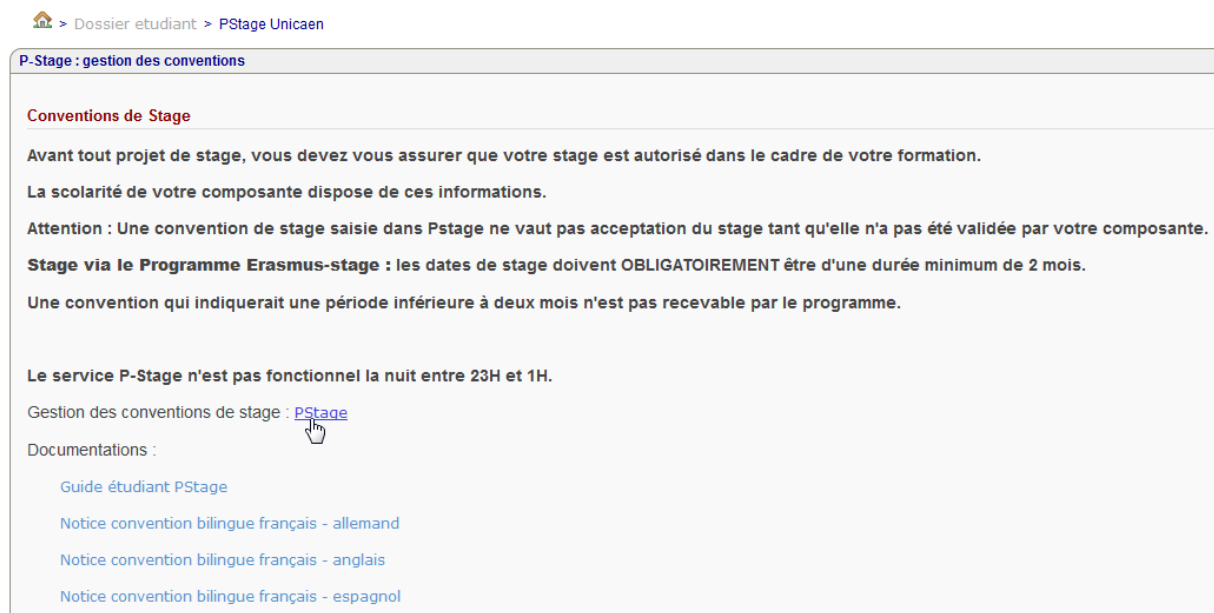 > Dossier etudiant > PStage Unicaen
P-Stage : gestion des conventions
Conventions de Stage
Avant tout projet de stage, vous devez vous assurer que votre stage est autorisé dans le cadre de votre formation.
La scolarité de votre composante dispose de ces informations.
Attention : Une convention de stage saisie dans Pstage ne vaut pas acceptation du stage tant qu'elle n'a pas été validée par votre composante.
Stage via le Programme Erasmus-stage : les dates de stage doivent OBLIGATOIREMENT être d'une durée minimum de 2 mois.
Une convention qui indiquerait une période inférieure à deux mois n'est pas recevable par le programme.
Le service P-Stage n'est pas fonctionnel la nuit entre 23H et 1H.
Gestion des conventions de stage : PStage
Documentations :
Guide étudiant PStage
Notice convention bilingue français - allemand
Notice convention bilingue français - anglais
Notice convention bilingue français - espagnol